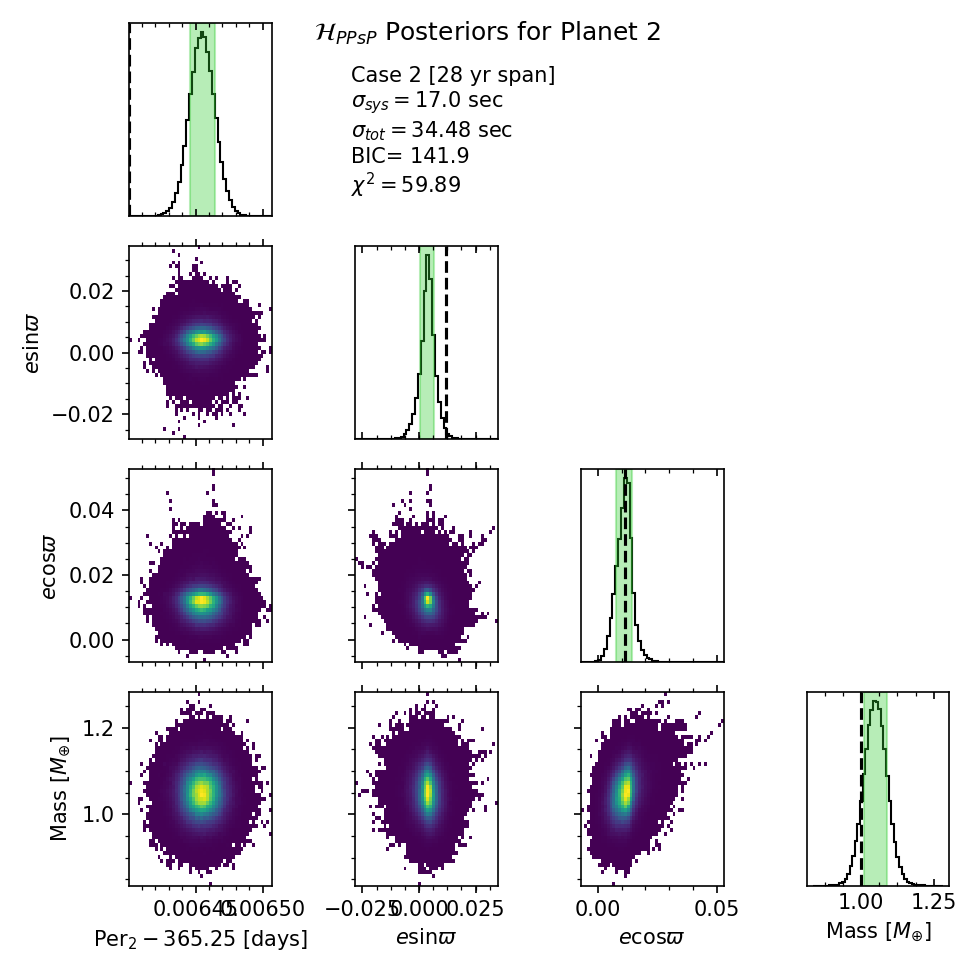 𝓗_PPsP Posteriors for Planet 2
Case 2 [28 yr span]
σ_sys = 17.0 sec
σ_tot = 34.48 sec
BIC= 141.9
χ² = 59.89
0.02
0.00
−0.02
esinϖ
0.04
0.02
0.00
ecosϖ
1.2
1.0
Mass [M⊕]
0.00645
0.00650
Per₂ − 365.25 [days]
−0.025
0.000
0.025
esinϖ
0.00
0.05
ecosϖ
1.00
1.25
Mass [M⊕]